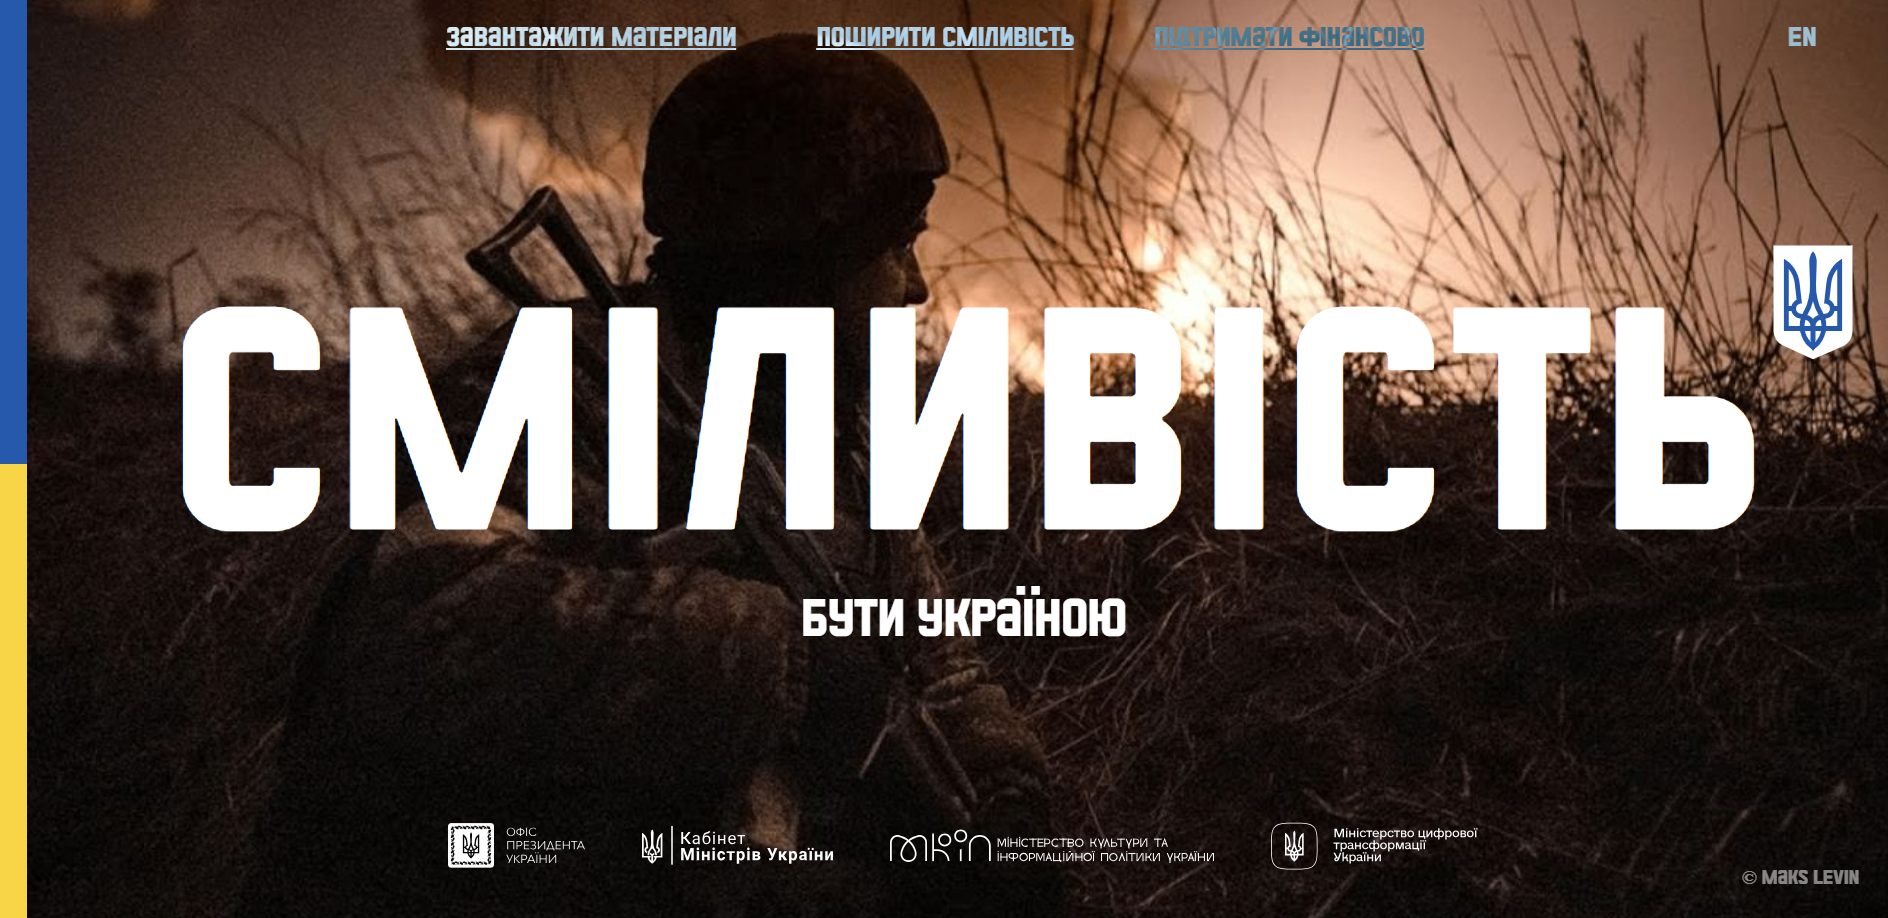 завантажити матеріали
поширити сміливість
підтримати фінансово
EN
СМІЛИВІСТЬ
бути україною
ОФІС
ПРЕЗИДЕНТА
УКРАЇНИ
Кабінет
Міністрів України
мкіп
МІНІСТЕРСТВО КУЛЬТУРИ ТА
ІНФОРМАЦІЙНОЇ ПОЛІТИКИ УКРАЇНИ
Міністерство цифрової
трансформації
України
© Maks Levin